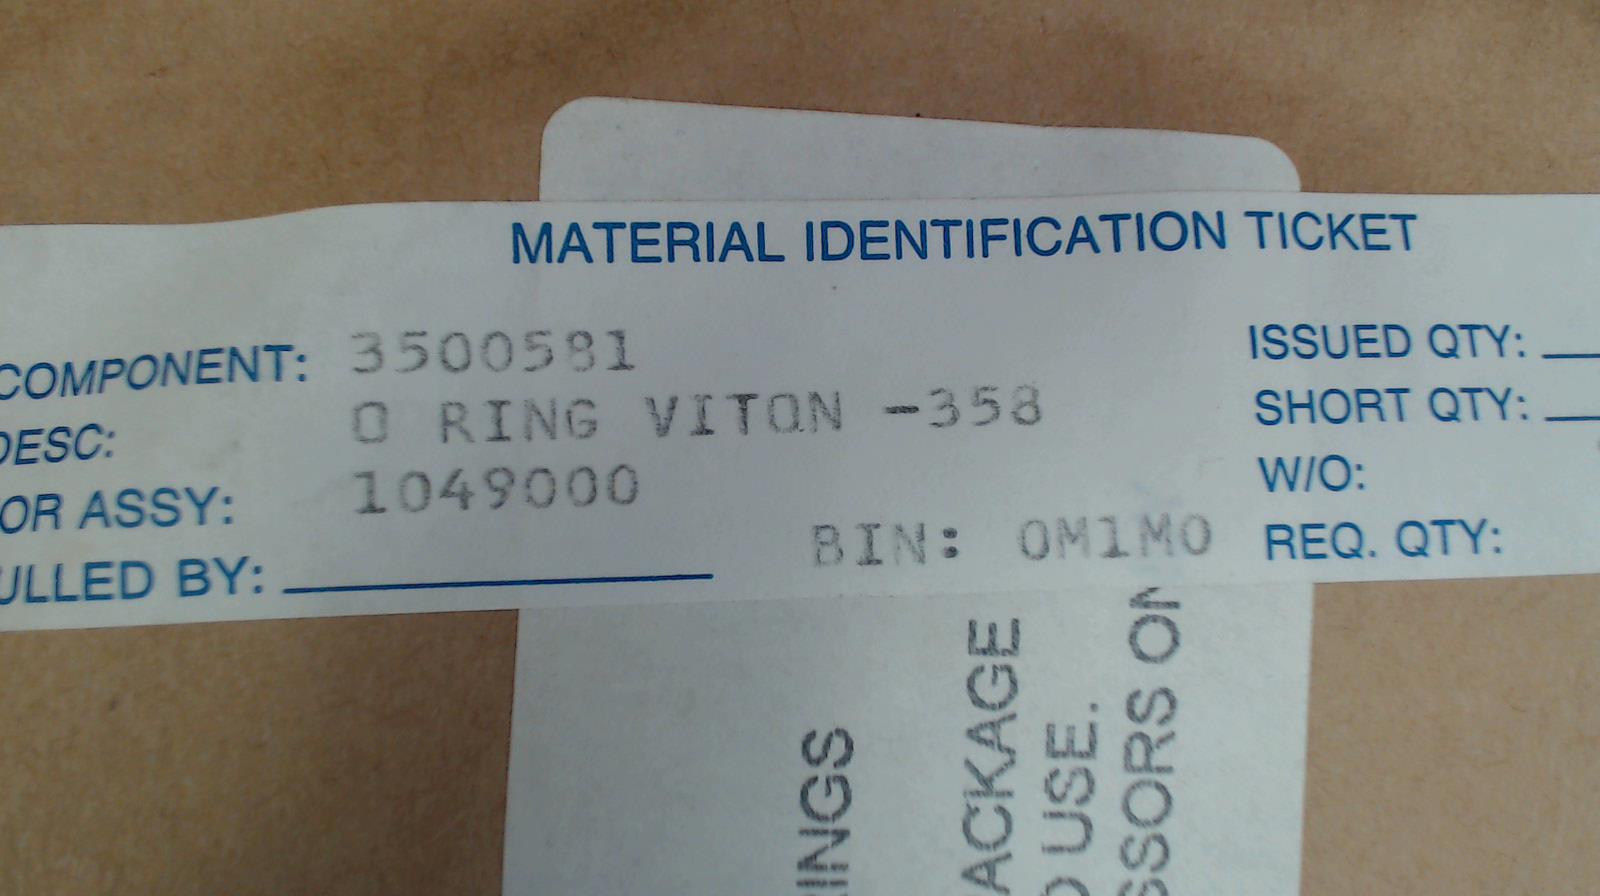 MATERIAL IDENTIFICATION TICKET
COMPONENT: 3500581
DESC: O RING VITON -358
OR ASSY: 1049000
ULLED BY:
BIN: 0M1M0
ISSUED QTY:
SHORT QTY:
W/O:
REQ. QTY:
INGS
ACKAGE
USE.
SSORS ON